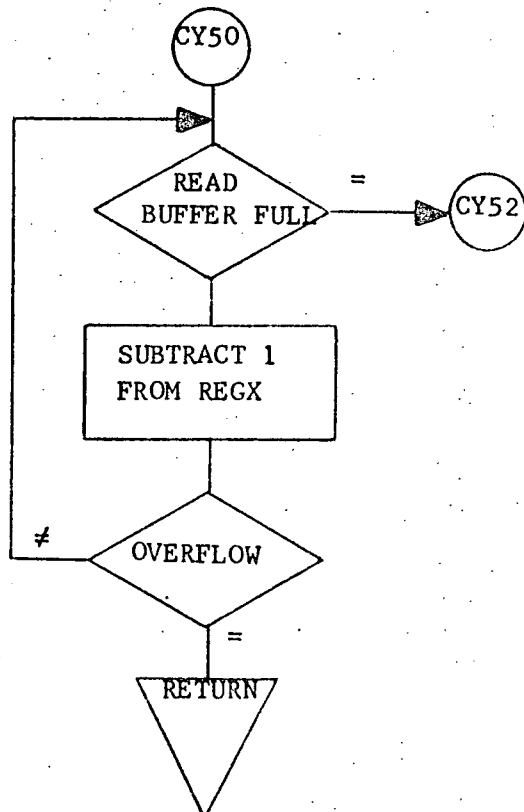 CY50
READ
BUFFER FULL
=
CY52
SUBTRACT 1
FROM REGX
≠
OVERFLOW
=
RETURN